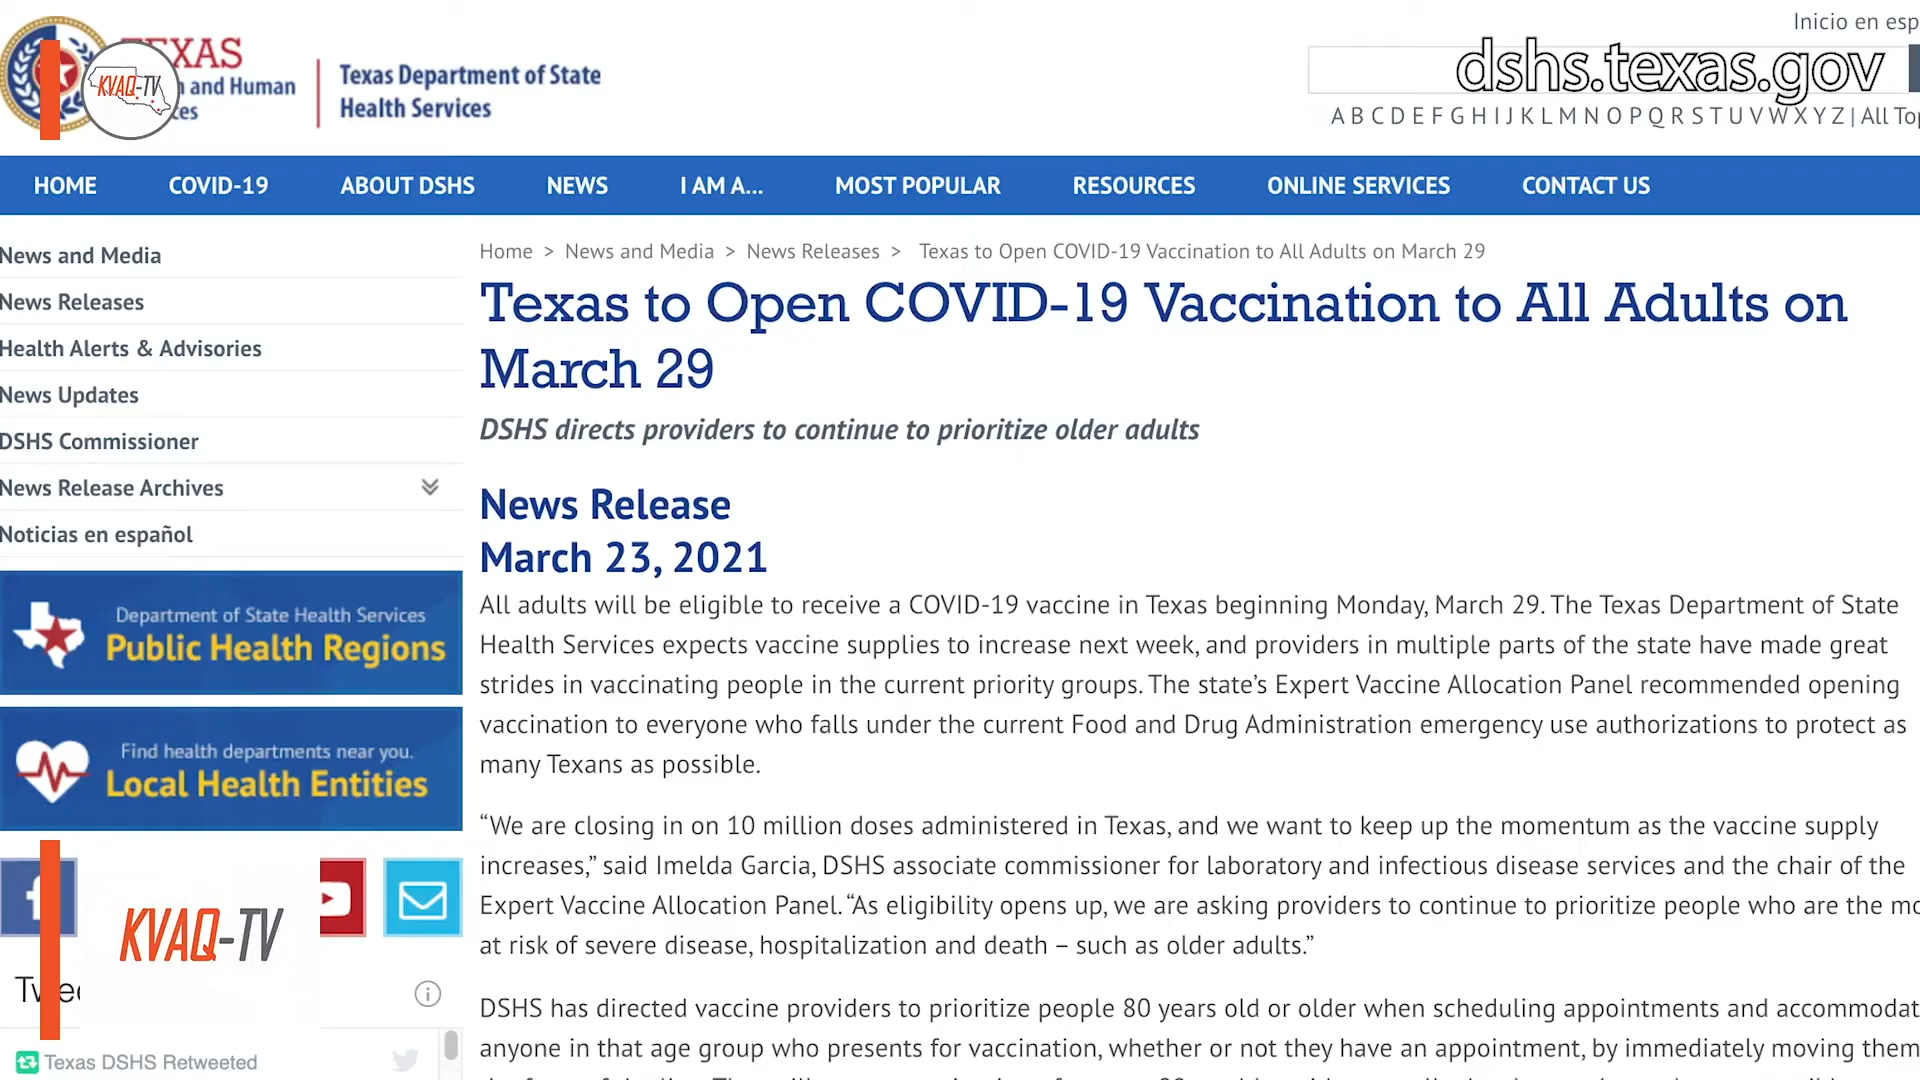 Inicio en esp
TEXAS
and Human
Texas Department of State
Health Services
KVAQ-TV
dshs.texas.gov
A B C D E F G H I J K L M N O P Q R S T U V W X Y Z | All
HOME COVID-19 ABOUT DSHS NEWS I AM A... MOST POPULAR RESOURCES ONLINE SERVICES CONTACT US
News and Media
News Releases
Health Alerts & Advisories
News Updates
DSHS Commissioner
News Release Archives
Noticias en español
Department of State Health Services
Public Health Regions
Find health departments near you.
Local Health Entities
KVAQ-TV
Texas DSHS Retweeted
Home > News and Media > News Releases > Texas to Open COVID-19 Vaccination to All Adults on March 29
Texas to Open COVID-19 Vaccination to All Adults on
March 29
DSHS directs providers to continue to prioritize older adults
News Release
March 23, 2021
All adults will be eligible to receive a COVID-19 vaccine in Texas beginning Monday, March 29. The Texas Department of State
Health Services expects vaccine supplies to increase next week, and providers in multiple parts of the state have made great
strides in vaccinating people in the current priority groups. The state’s Expert Vaccine Allocation Panel recommended opening
vaccination to everyone who falls under the current Food and Drug Administration emergency use authorizations to protect as
many Texans as possible.
“We are closing in on 10 million doses administered in Texas, and we want to keep up the momentum as the vaccine supply
increases,” said Imelda Garcia, DSHS associate commissioner for laboratory and infectious disease services and the chair of the
Expert Vaccine Allocation Panel. “As eligibility opens up, we are asking providers to continue to prioritize people who are the
at risk of severe disease, hospitalization and death – such as older adults.”
DSHS has directed vaccine providers to prioritize people 80 years old or older when scheduling appointments and accommodat
anyone in that age group who presents for vaccination, whether or not they have an appointment, by immediately moving them